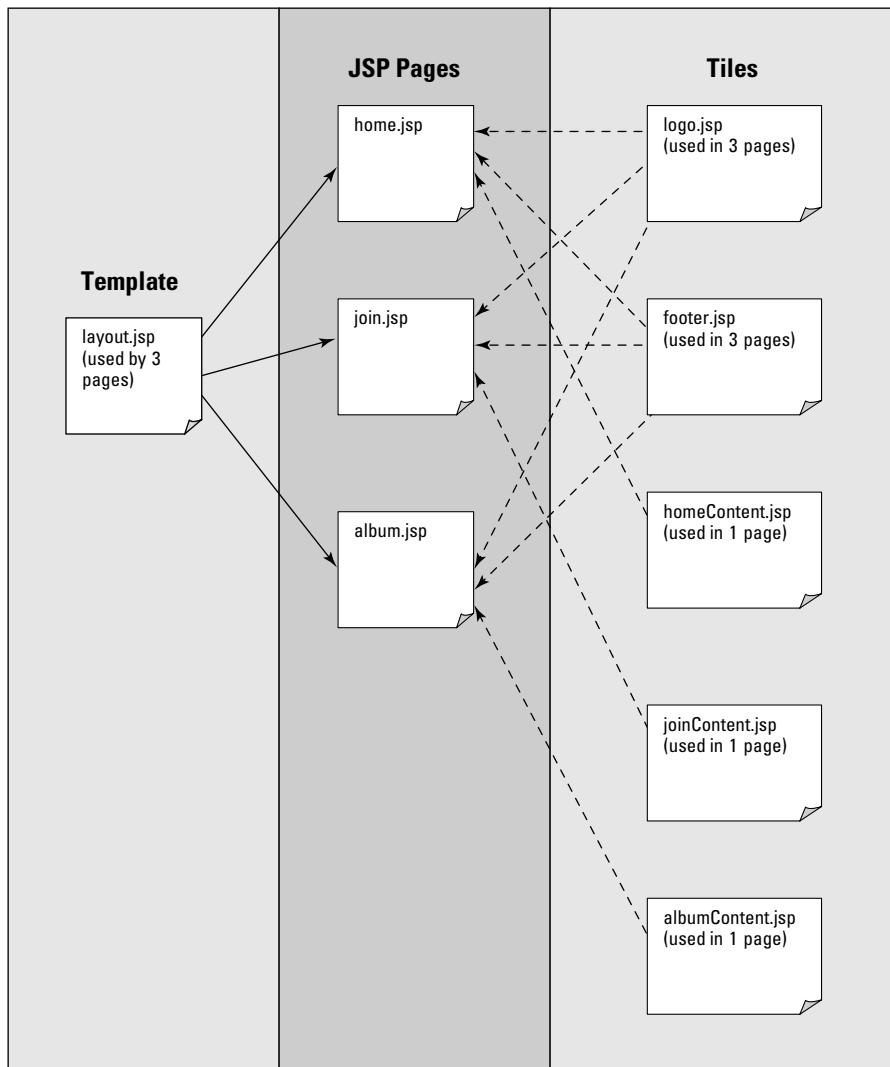 Template
layout.jsp
(used by 3
pages)
JSP Pages
home.jsp
join.jsp
album.jsp
Tiles
logo.jsp
(used in 3 pages)
footer.jsp
(used in 3 pages)
homeContent.jsp
(used in 1 page)
joinContent.jsp
(used in 1 page)
albumContent.jsp
(used in 1 page)